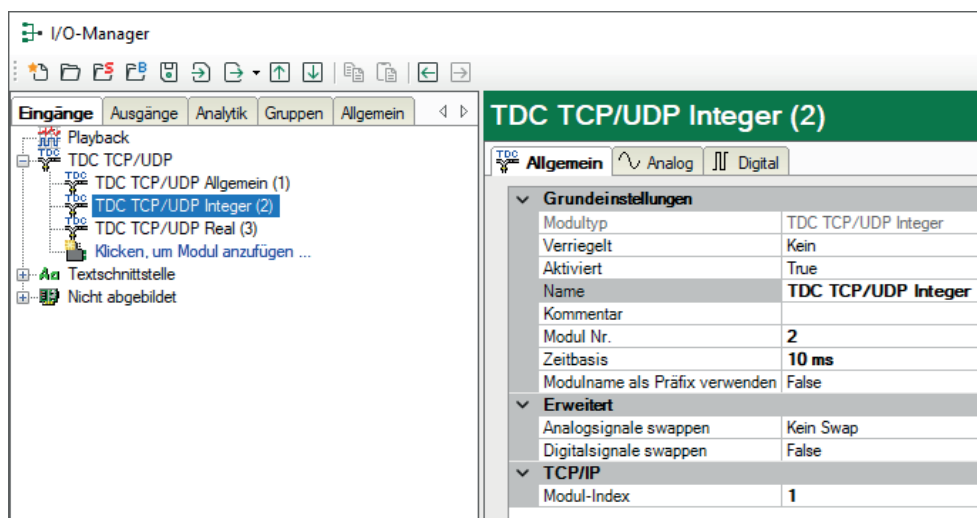 I/O-Manager
Eingänge Ausgänge Analytik Gruppen Allgemein
Playback
TDC TCP/UDP
TDC TCP/UDP Allgemein (1)
TDC TCP/UDP Integer (2)
TDC TCP/UDP Real (3)
Klicken, um Modul anzufügen ...
Textschnittstelle
Nicht abgebildet
TDC TCP/UDP Integer (2)
Allgemein Analog Digital
Grundeinstellungen
Modultyp TDC TCP/UDP Integer
Verriegelt Kein
Aktiviert True
Name TDC TCP/UDP Integer
Kommentar
Modul Nr. 2
Zeitbasis 10 ms
Modulname als Präfix verwenden False
Erweitert
Analogsignale swappen Kein Swap
Digitalsignale swappen False
TCP/IP
Modul-Index 1